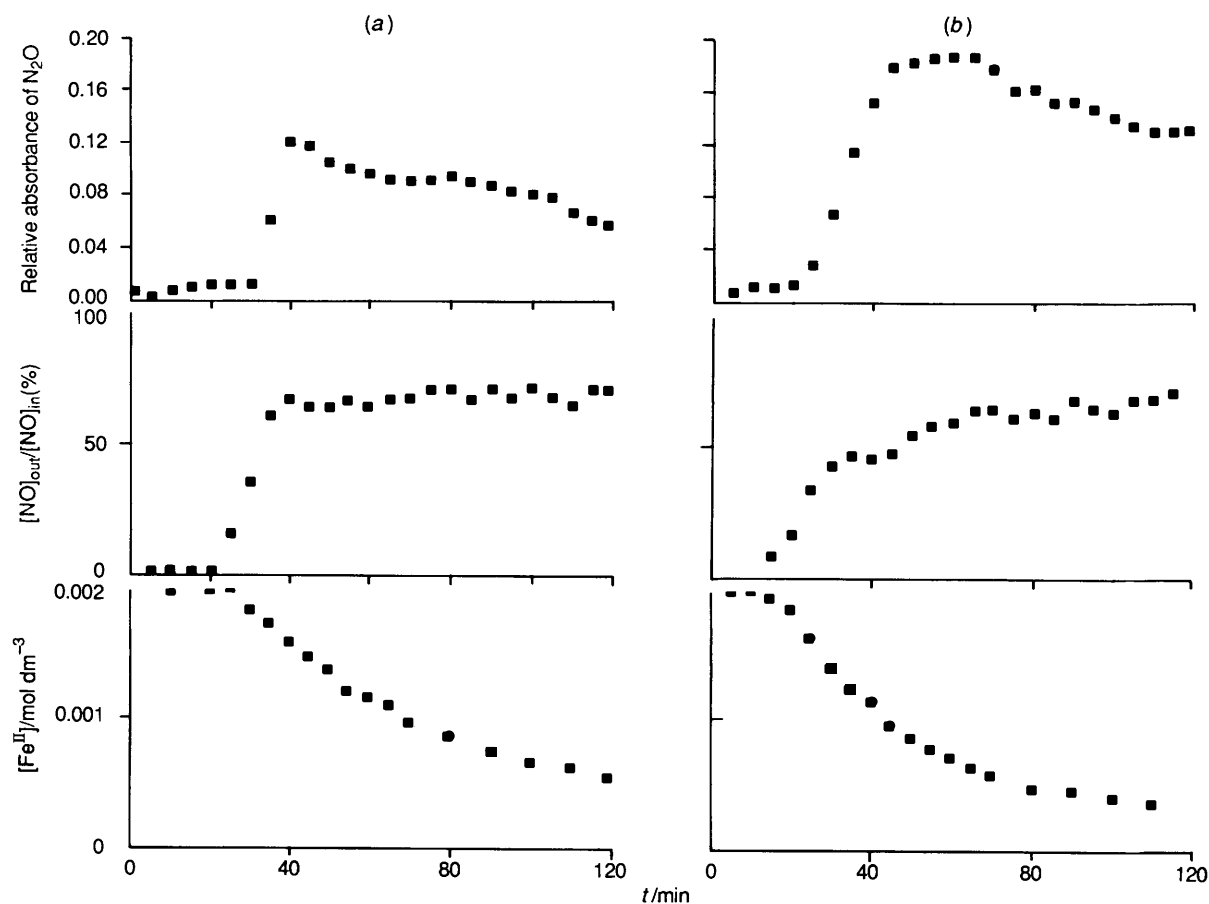 (a)
(b)
Relative absorbance of N₂O
0.20
0.16
0.12
0.08
0.04
0.00
[NO]out/[NO]in(%)
100
50
0
[Feᴵᴵ]/mol dm⁻³
0.002
0.001
0
0 40 80 120
0 40 80 120
t/min